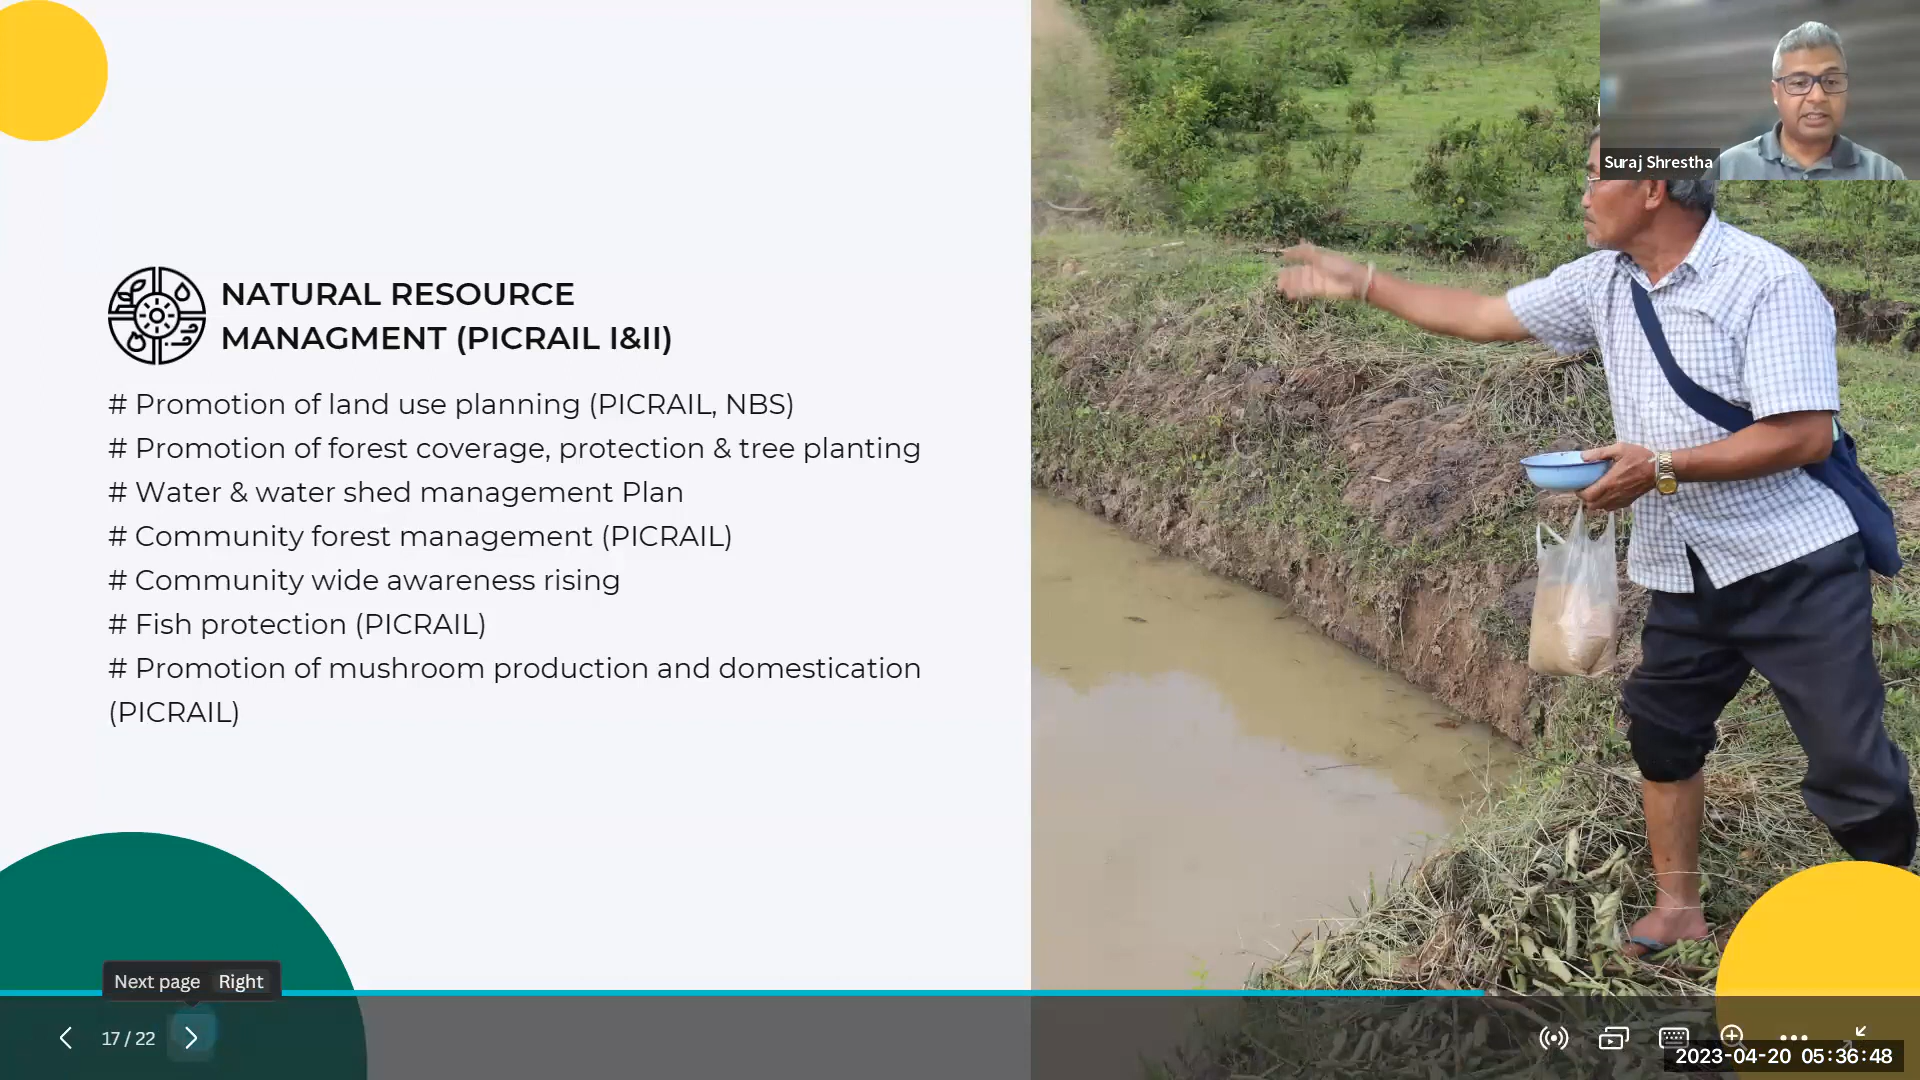 Suraj Shrestha
NATURAL RESOURCE
MANAGMENT (PICRAIL I&II)
# Promotion of land use planning (PICRAIL, NBS)
# Promotion of forest coverage, protection & tree planting
# Water & water shed management Plan
# Community forest management (PICRAIL)
# Community wide awareness rising
# Fish protection (PICRAIL)
# Promotion of mushroom production and domestication
(PICRAIL)
Next page Right
17 / 22
2023-04-20 05:36:48